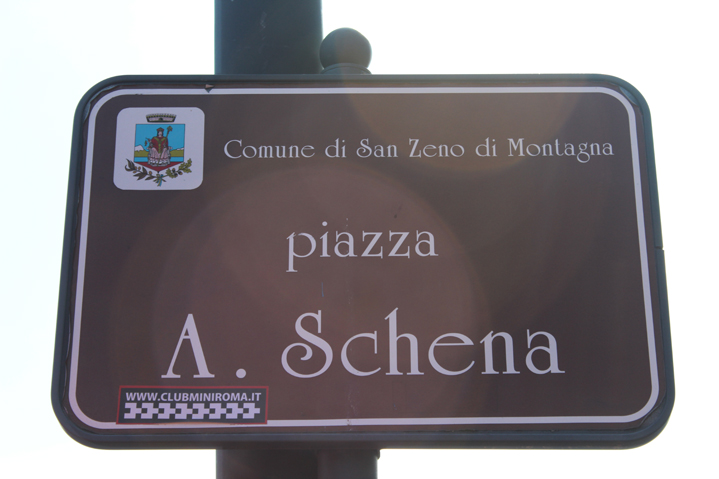 Comune di San Zeno di Montagna
piazza
A. Schena
WWW.CLUBMINIROMA.IT